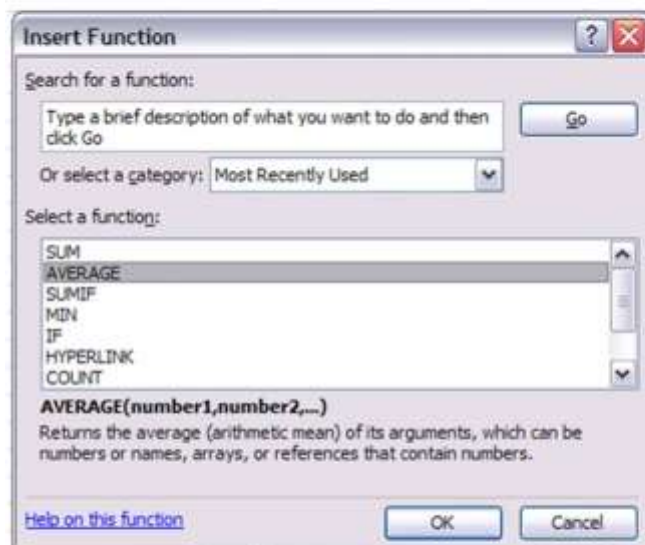 Insert Function
?
Search for a function:
Type a brief description of what you want to do and then
click Go
Go
Or select a category: Most Recently Used
Select a function:
SUM
AVERAGE
SUMIF
MIN
IF
HYPERLINK
COUNT
AVERAGE(number1,number2,...)
Returns the average (arithmetic mean) of its arguments, which can be
numbers or names, arrays, or references that contain numbers.
Help on this function
OK
Cancel